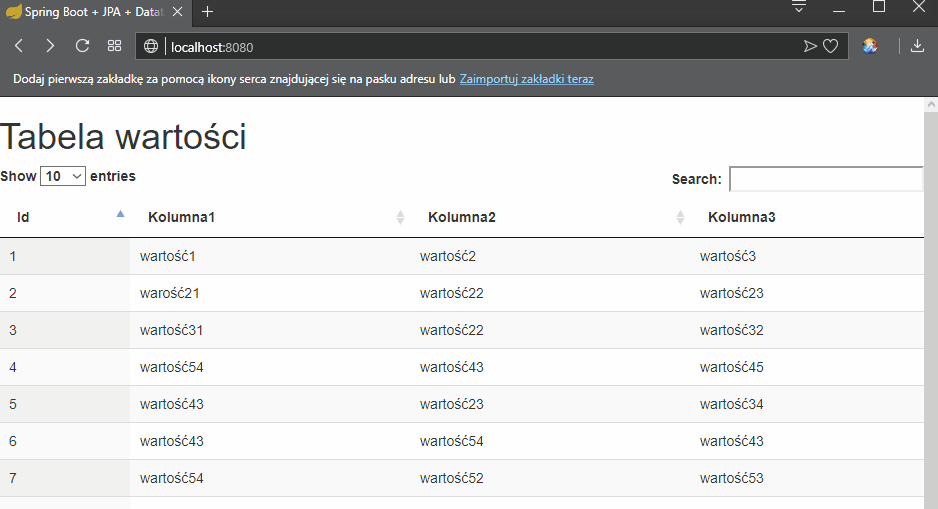 Spring Boot + JPA + Datat
localhost:8080
Dodaj pierwszą zakładkę za pomocą ikony serca znajdującej się na pasku adresu lub Zaimportuj zakładki teraz
Tabela wartości
Show 10 entries
Search:
Id Kolumna1 Kolumna2 Kolumna3
1 wartość1 wartość2 wartość3
2 warość21 wartość22 wartość23
3 wartość31 wartość22 wartość32
4 wartość54 wartość43 wartość45
5 wartość43 wartość23 wartość34
6 wartość43 wartość54 wartość43
7 wartość54 wartość52 wartość53